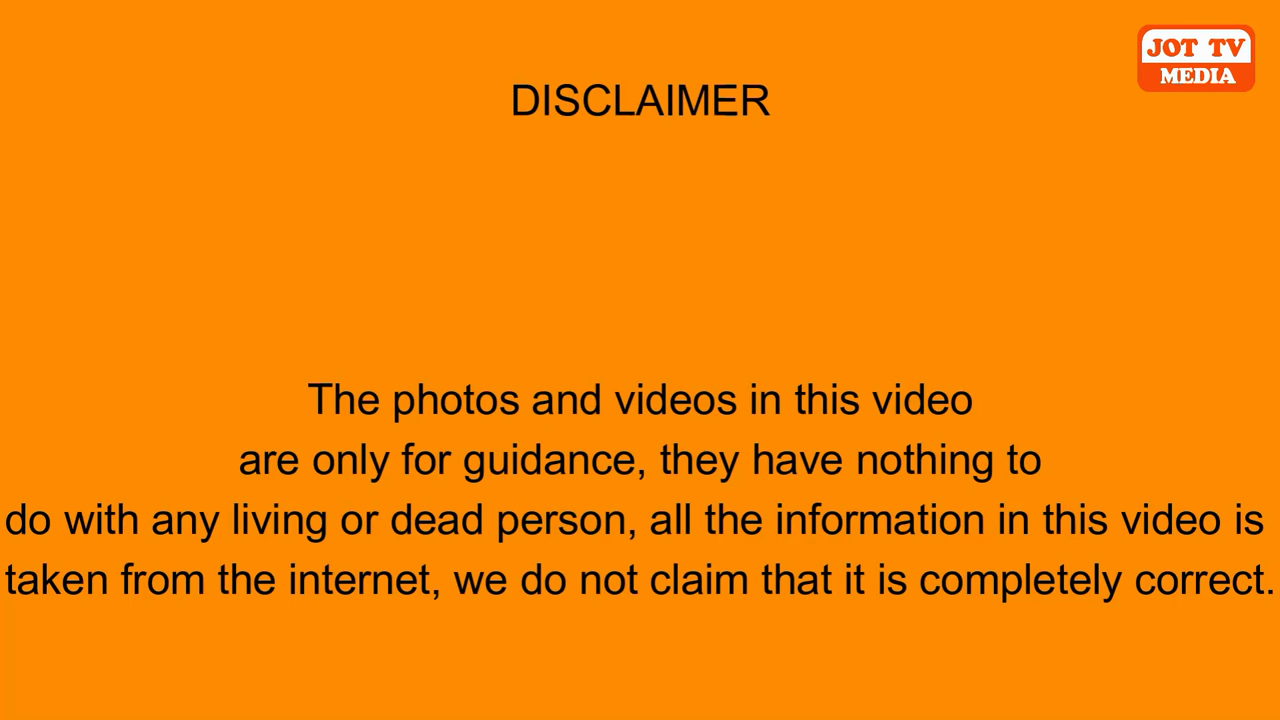 JOT TV
MEDIA
DISCLAIMER
The photos and videos in this video
are only for guidance, they have nothing to
do with any living or dead person, all the information in this video is
taken from the internet, we do not claim that it is completely correct.